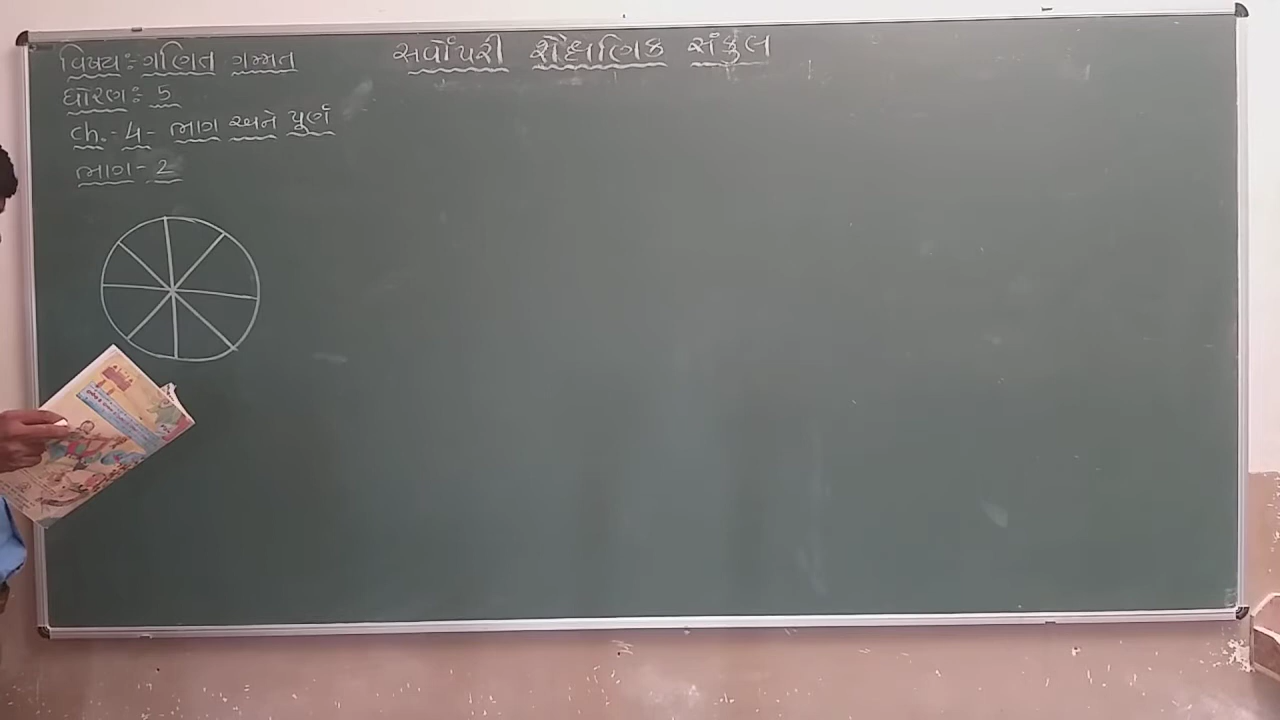 સર્વોપરી શૈક્ષણિક સંકુલ
વિષય:- ગણિત ગમ્મત
ધોરણ:- 5
ch.- 4- ભાગ અને પૂર્ણ
ભાગ- 2